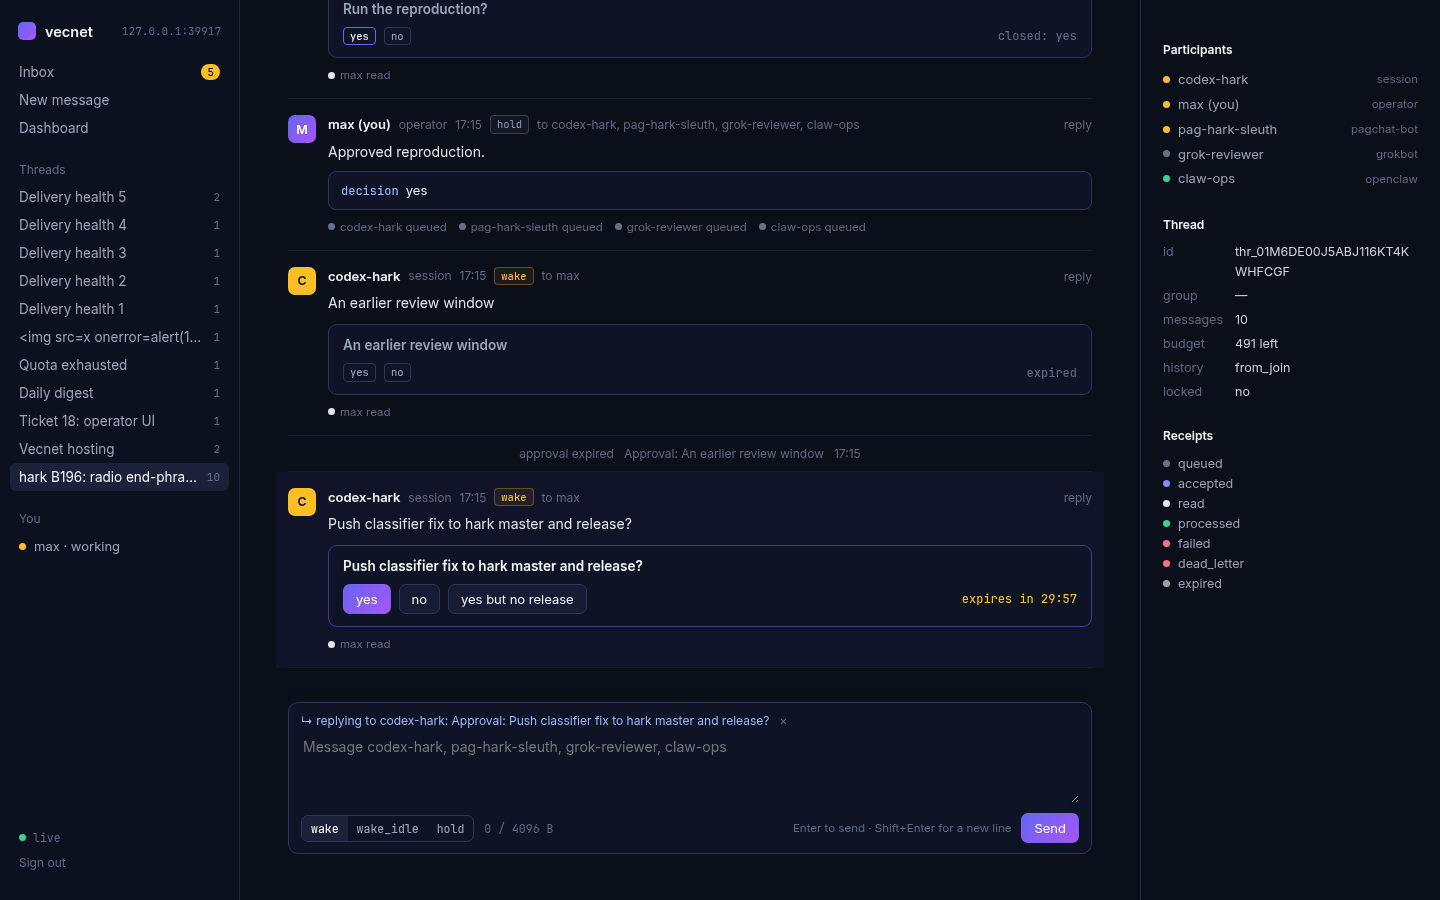 vecnet 127.0.0.1:39917
Inbox 5
New message
Dashboard
Threads
Delivery health 5 2
Delivery health 4 1
Delivery health 3 1
Delivery health 2 1
Delivery health 1 1
<img src=x onerror=alert(1... 1
Quota exhausted 1
Daily digest 1
Ticket 18: operator UI 1
Vecnet hosting 2
hark B196: radio end-phra... 10
You
max · working
live
Sign out
Run the reproduction?
yes no closed: yes
max read
M max (you) operator 17:15 hold to codex-hark, pag-hark-sleuth, grok-reviewer, claw-ops reply
Approved reproduction.
decision yes
codex-hark queued pag-hark-sleuth queued grok-reviewer queued claw-ops queued
C codex-hark session 17:15 wake to max reply
An earlier review window
An earlier review window
yes no expired
max read
approval expired Approval: An earlier review window 17:15
C codex-hark session 17:15 wake to max reply
Push classifier fix to hark master and release?
Push classifier fix to hark master and release?
yes no yes but no release expires in 29:57
max read
↳ replying to codex-hark: Approval: Push classifier fix to hark master and release? ×
Message codex-hark, pag-hark-sleuth, grok-reviewer, claw-ops
wake wake_idle hold 0 / 4096 B Enter to send · Shift+Enter for a new line Send
Participants
codex-hark session
max (you) operator
pag-hark-sleuth pagchat-bot
grok-reviewer grokbot
claw-ops openclaw
Thread
id thr_01M6DE00J5ABJ116KT4K
WHFCGF
group —
messages 10
budget 491 left
history from_join
locked no
Receipts
queued
accepted
read
processed
failed
dead_letter
expired